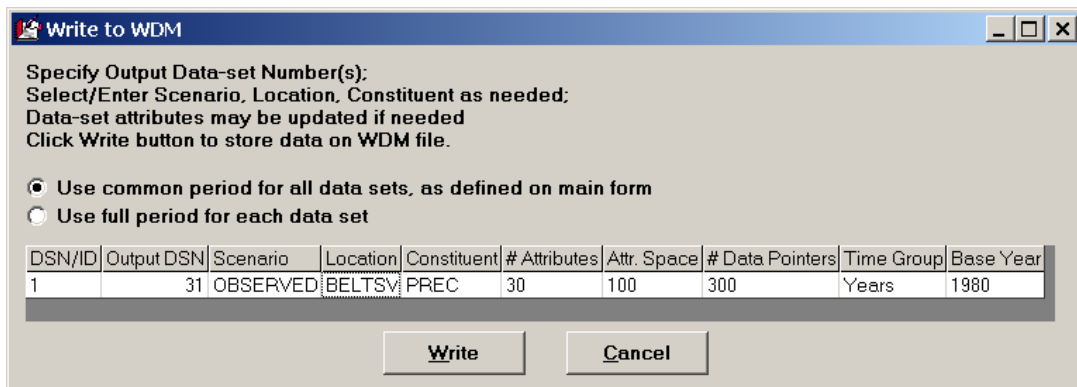 Write to WDM
Specify Output Data-set Number(s);
Select/Enter Scenario, Location, Constituent as needed;
Data-set attributes may be updated if needed
Click Write button to store data on WDM file.
Use common period for all data sets, as defined on main form
Use full period for each data set
DSN/ID Output DSN Scenario Location Constituent # Attributes Attr. Space # Data Pointers Time Group Base Year
1 31 OBSERVED BELTSV PREC 30 100 300 Years 1980
Write Cancel